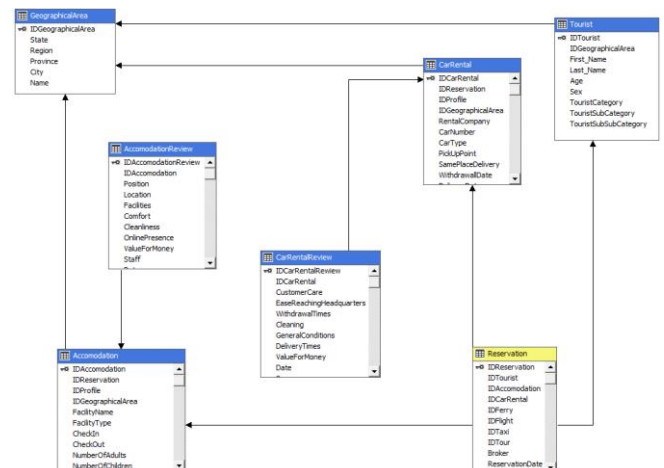 GeographicalArea
IDGeographicalArea
State
Region
Province
City
Name
Tourist
IDTourist
IDGeographicalArea
First_Name
Last_Name
Age
Sex
TouristCategory
TouristSubCategory
TouristSubSubCategory
CarRental
IDCarRental
IDReservation
IDProfile
IDGeographicalArea
RentalCompany
CarNumber
CarType
PickUpPoint
SamePlaceDelivery
WithdrawallDate
AccomodationReview
IDAccomodationReview
IDAccomodation
Position
Location
Facilities
Comfort
Cleanliness
OnlinePresence
ValueForMoney
Staff
CarRentalReview
IDCarRentalRewiew
IDCarRental
CustomerCare
EaseReachingHeadquarters
WithdrawalTimes
Cleaning
GeneralConditions
DeliveryTimes
ValueForMoney
Date
Accomodation
IDAccomodation
IDReservation
IDProfile
IDGeographicalArea
FacilityName
FacilityType
CheckIn
CheckOut
NumberOfAdults
NumberOfChildren
Reservation
IDReservation
IDTourist
IDAccomodation
IDCarRental
IDFerry
IDFlight
IDTaxi
IDTour
Broker
ReservationDate